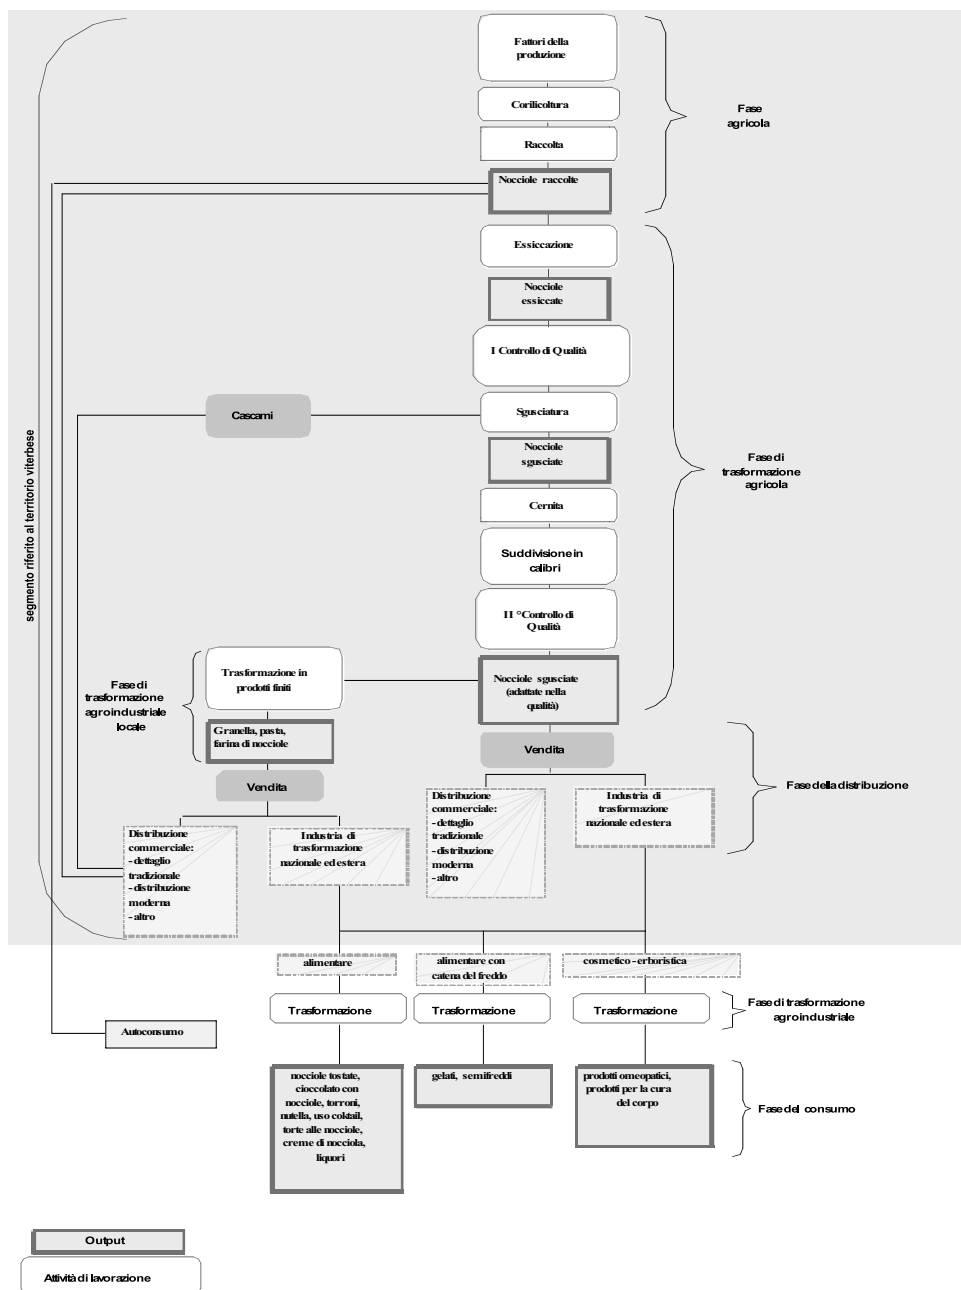 Fattori della
produzione
Corilicoltura
Raccolta
Nocciole raccolte
Fase
agricola
Essiccazione
Nocciole
essiccate
I Controllo di Qualità
Cascami
Sgusciatura
Nocciole
sgusciate
Cernita
Suddivisione in
calibri
II °Controllo di
Qualità
Nocciole sgusciate
(adattate nella
qualità)
Fase di
trasformazione
agricola
segmento riferito al territorio viterbese
Fase di
trasformazione
agroindustriale
locale
Trasformazione in
prodotti finiti
Granella, pasta,
farina di nocciole
Vendita
Distribuzione
commerciale:
- dettaglio
tradizionale
- distribuzione
moderna
- altro
Industria di
trasformazione
nazionale ed estera
Vendita
Distribuzione
commerciale:
- dettaglio
tradizionale
- distribuzione
moderna
- altro
Industria di
trasformazione
nazionale ed estera
Fase della distribuzione
alimentare
alimentare con
catena del freddo
cosmetico - erboristica
Trasformazione
Trasformazione
Trasformazione
Fase di trasformazione
agroindustriale
Autoconsumo
nocciole tostate,
cioccolato con
nocciole, torroni,
nutella, uso coktail,
torte alle nocciole,
creme di nocciola,
liquori
gelati, semifreddi
prodotti omeopatici,
prodotti per la cura
del corpo
Fase del consumo
Output
Attività di lavorazione